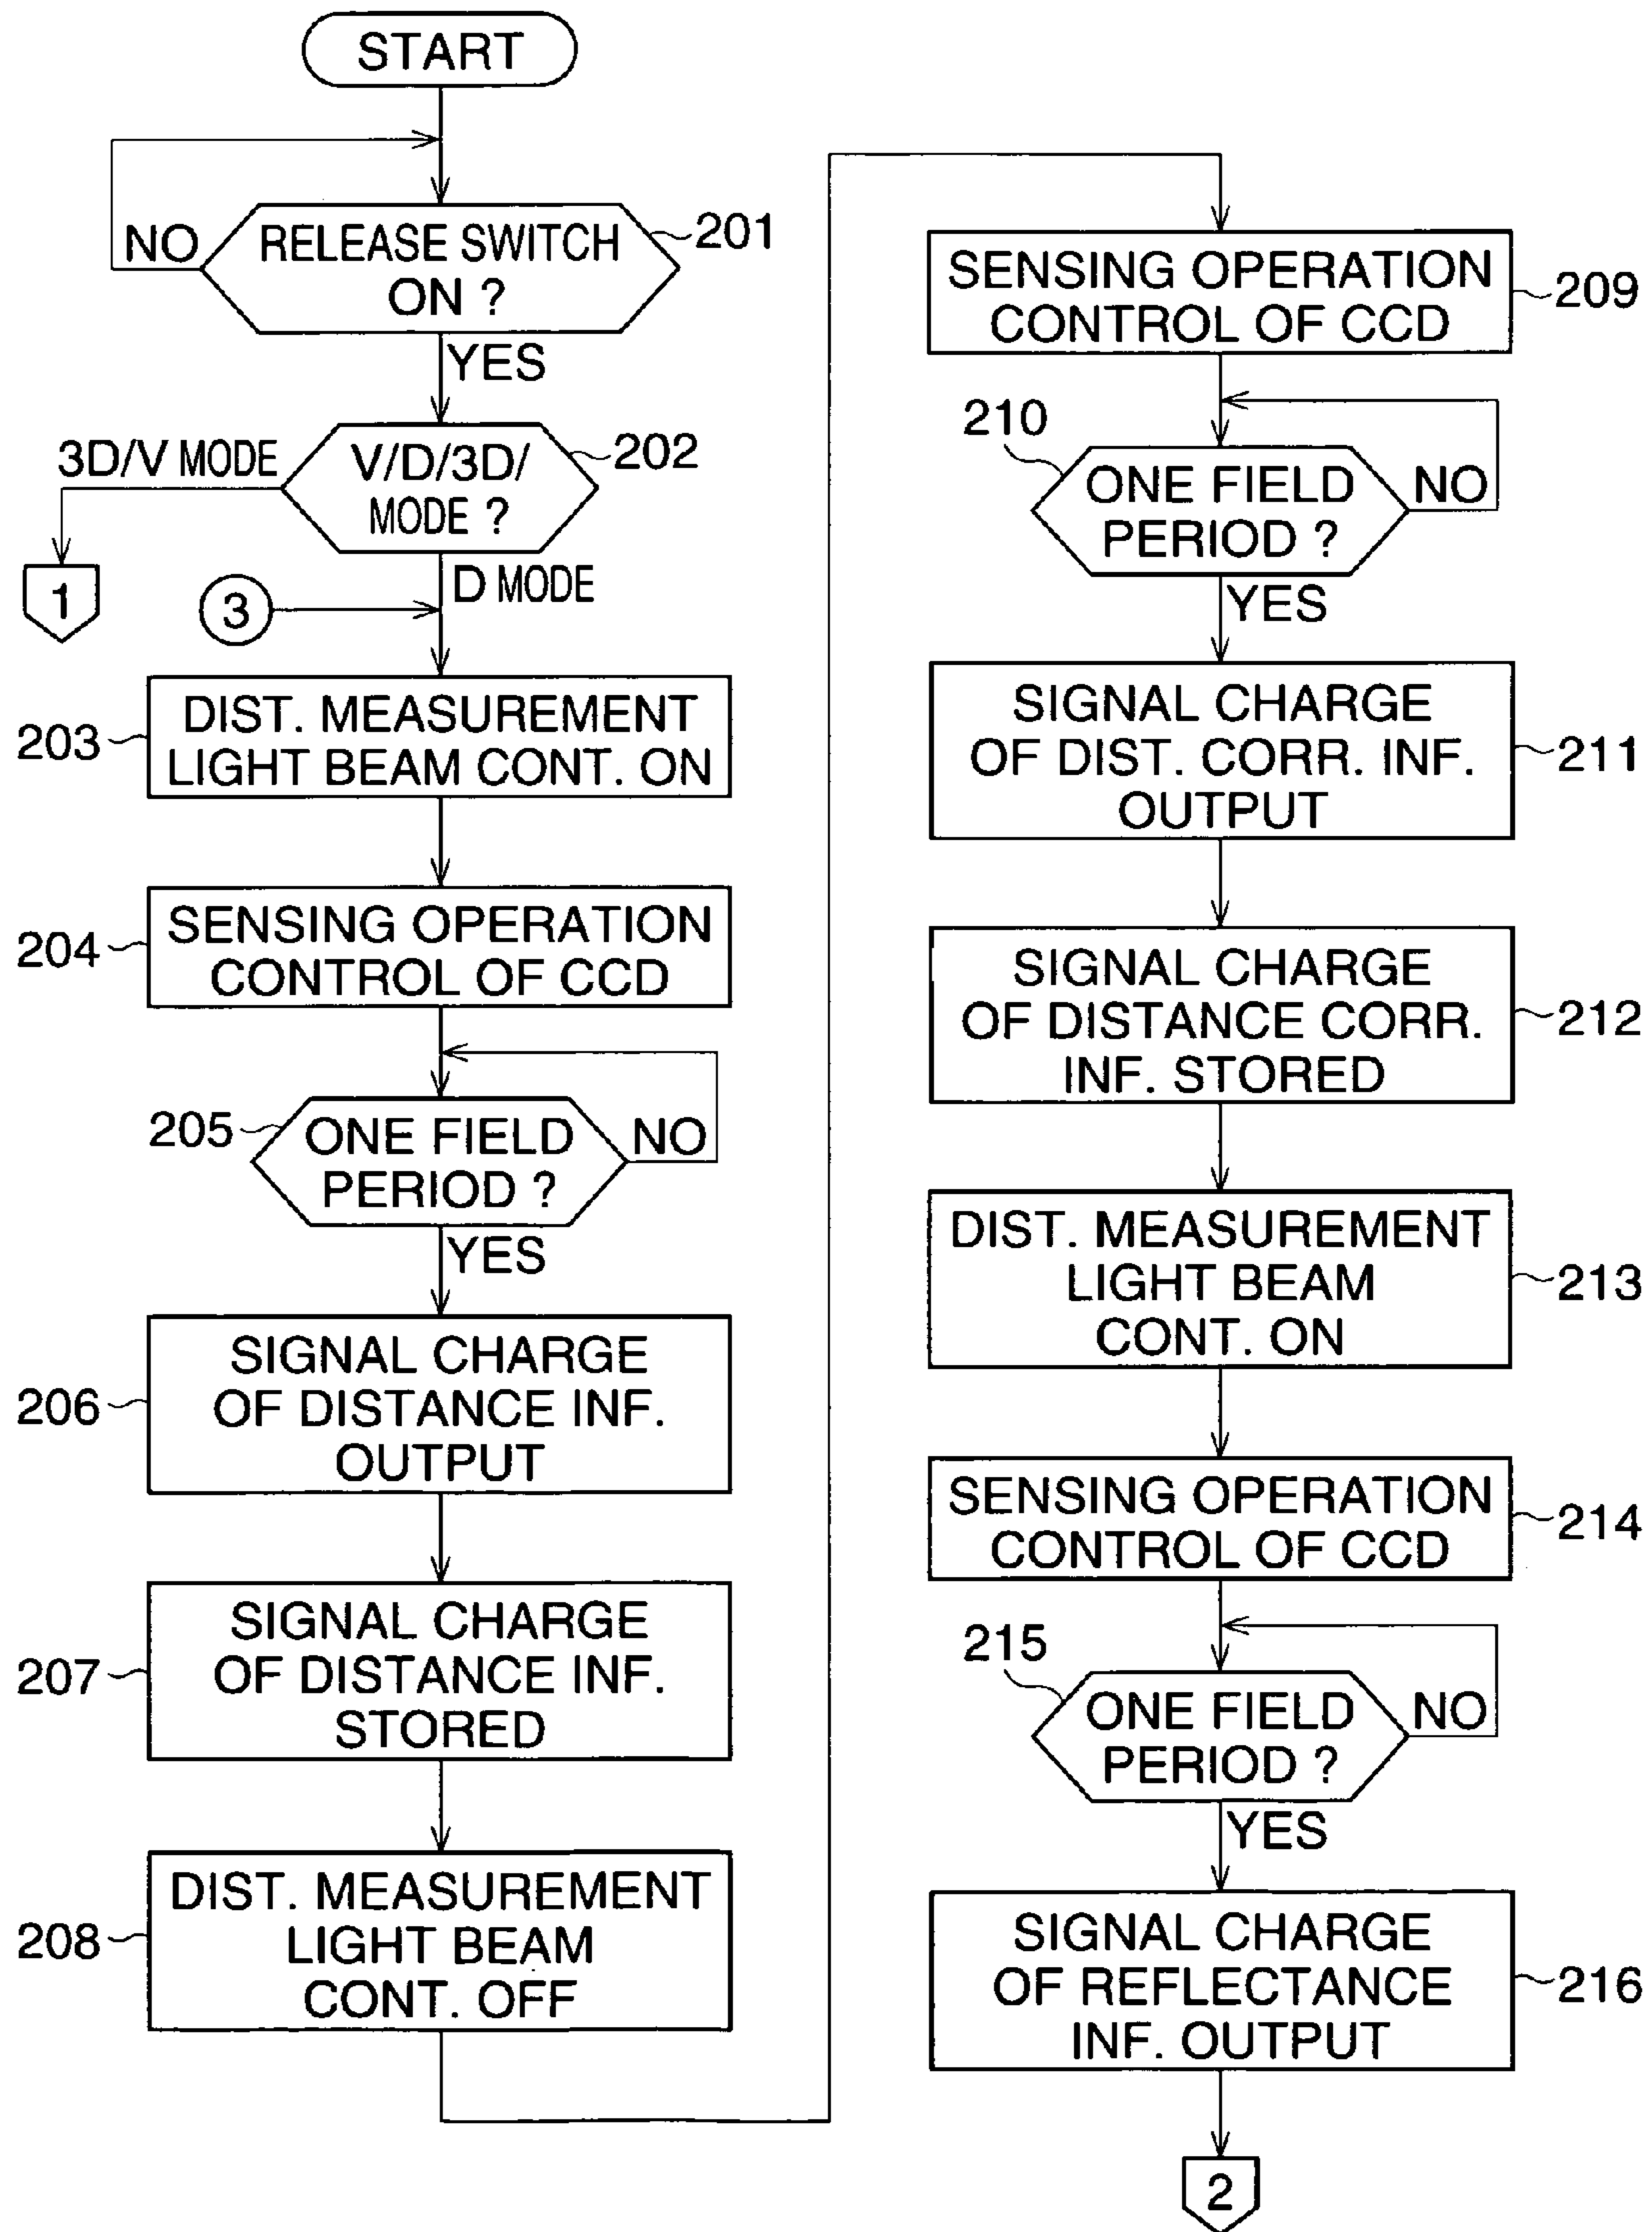 START
NO
RELEASE SWITCH
ON ?
201
YES
3D/V MODE
V/D/3D/
MODE ?
202
1
3
D MODE
203
DIST. MEASUREMENT
LIGHT BEAM CONT. ON
204
SENSING OPERATION
CONTROL OF CCD
205
ONE FIELD
PERIOD ?
NO
YES
206
SIGNAL CHARGE
OF DISTANCE INF.
OUTPUT
207
SIGNAL CHARGE
OF DISTANCE INF.
STORED
208
DIST. MEASUREMENT
LIGHT BEAM
CONT. OFF
SENSING OPERATION
CONTROL OF CCD
209
210
ONE FIELD
PERIOD ?
NO
YES
SIGNAL CHARGE
OF DIST. CORR. INF.
OUTPUT
211
SIGNAL CHARGE
OF DISTANCE CORR.
INF. STORED
212
DIST. MEASUREMENT
LIGHT BEAM
CONT. ON
213
SENSING OPERATION
CONTROL OF CCD
214
215
ONE FIELD
PERIOD ?
NO
YES
SIGNAL CHARGE
OF REFLECTANCE
INF. OUTPUT
216
2